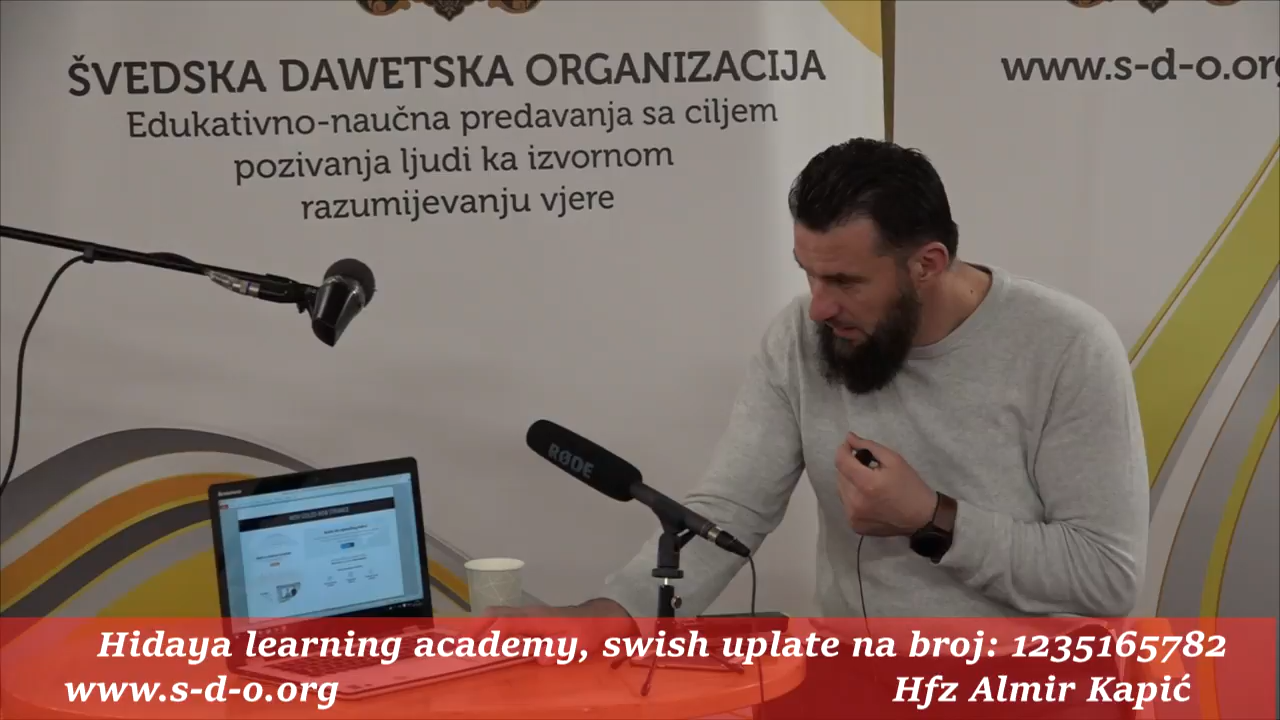 ŠVEDSKA DAWETSKA ORGANIZACIJA
Edukativno-naučna predavanja sa ciljem
pozivanja ljudi ka izvornom
razumijevanju vjere
www.s-d-o.org
RØDE
Hidaya learning academy, swish uplate na broj: 1235165782
www.s-d-o.org
Hfz Almir Kapić